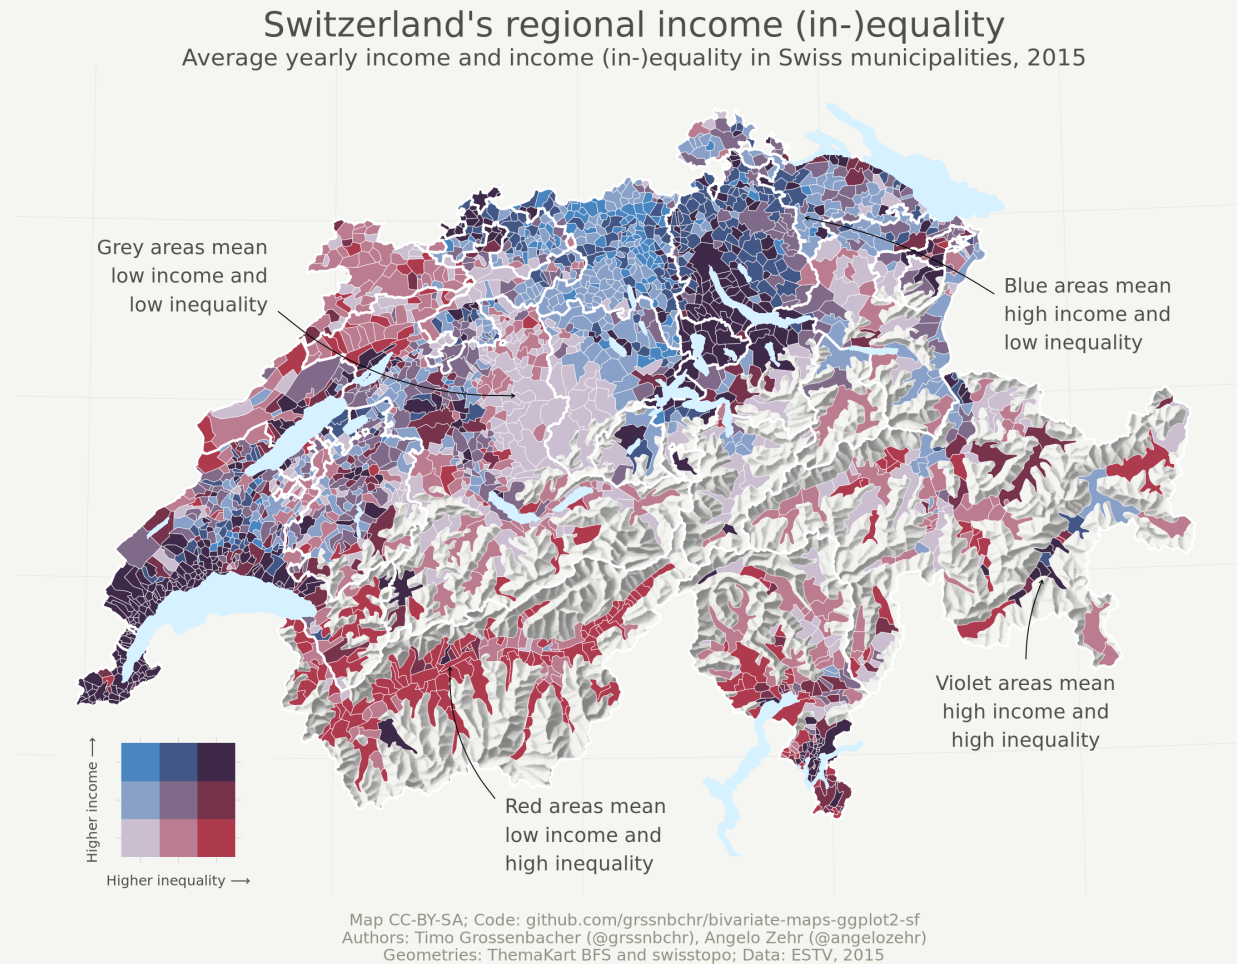 Switzerland's regional income (in-)equality
Average yearly income and income (in-)equality in Swiss municipalities, 2015
Grey areas mean
low income and
low inequality
Blue areas mean
high income and
low inequality
Violet areas mean
high income and
high inequality
Red areas mean
low income and
high inequality
Higher income ⟶
Higher inequality ⟶
Map CC-BY-SA; Code: github.com/grssnbchr/bivariate-maps-ggplot2-sf
Authors: Timo Grossenbacher (@grssnbchr), Angelo Zehr (@angelozehr)
Geometries: ThemaKart BFS and swisstopo; Data: ESTV, 2015